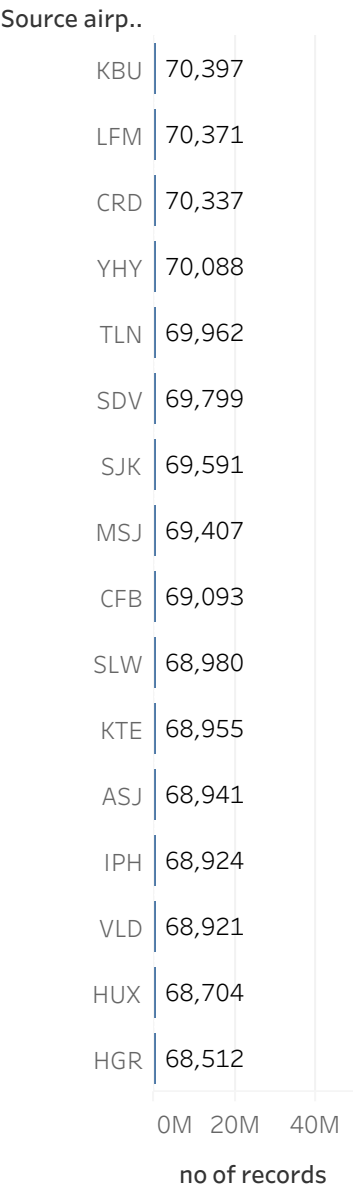 Source airp..
KBU 70,397
LFM 70,371
CRD 70,337
YHY 70,088
TLN 69,962
SDV 69,799
SJK 69,591
MSJ 69,407
CFB 69,093
SLW 68,980
KTE 68,955
ASJ 68,941
IPH 68,924
VLD 68,921
HUX 68,704
HGR 68,512
0M 20M 40M
no of records